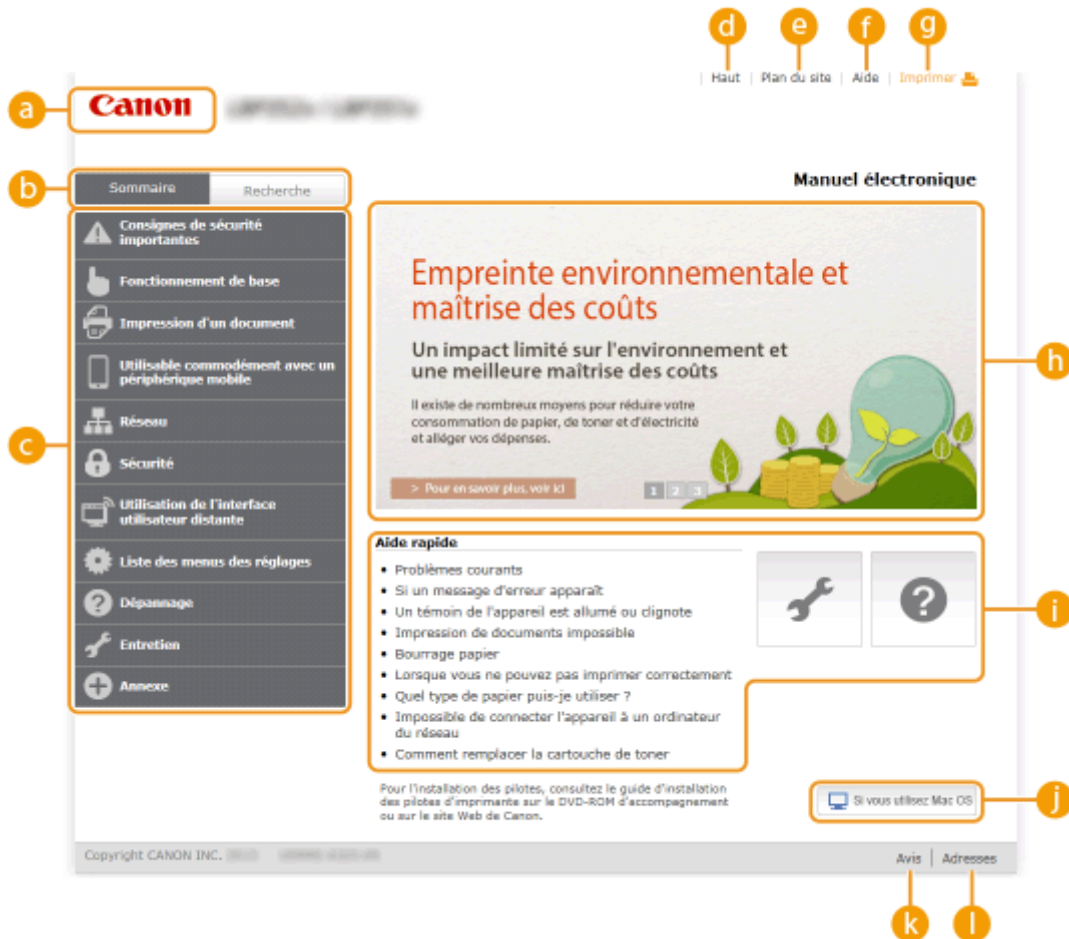 d e f g
Haut | Plan du site | Aide | Imprimer
a
Canon
b
Sommaire Recherche
Manuel électronique
c
Consignes de sécurité
importantes
Fonctionnement de base
Impression d'un document
Utilisable commodément avec un
périphérique mobile
Réseau
Sécurité
Utilisation de l'interface
utilisateur distante
Liste des menus des réglages
Dépannage
Entretien
Annexe
Empreinte environnementale et
maîtrise des coûts
Un impact limité sur l'environnement et
une meilleure maîtrise des coûts
Il existe de nombreux moyens pour réduire votre
consommation de papier, de toner et d'électricité
et alléger vos dépenses.
> Pour en savoir plus, voir ici
1 2 3
h
Aide rapide
• Problèmes courants
• Si un message d'erreur apparaît
• Un témoin de l'appareil est allumé ou clignote
• Impression de documents impossible
• Bourrage papier
• Lorsque vous ne pouvez pas imprimer correctement
• Quel type de papier puis-je utiliser ?
• Impossible de connecter l'appareil à un ordinateur
du réseau
• Comment remplacer la cartouche de toner
i
Pour l'installation des pilotes, consultez le guide d'installation
des pilotes d'imprimante sur le DVD-ROM d'accompagnement
ou sur le site Web de Canon.
Si vous utilisez Mac OS
j
Copyright CANON INC.
Avis | Adresses
k l